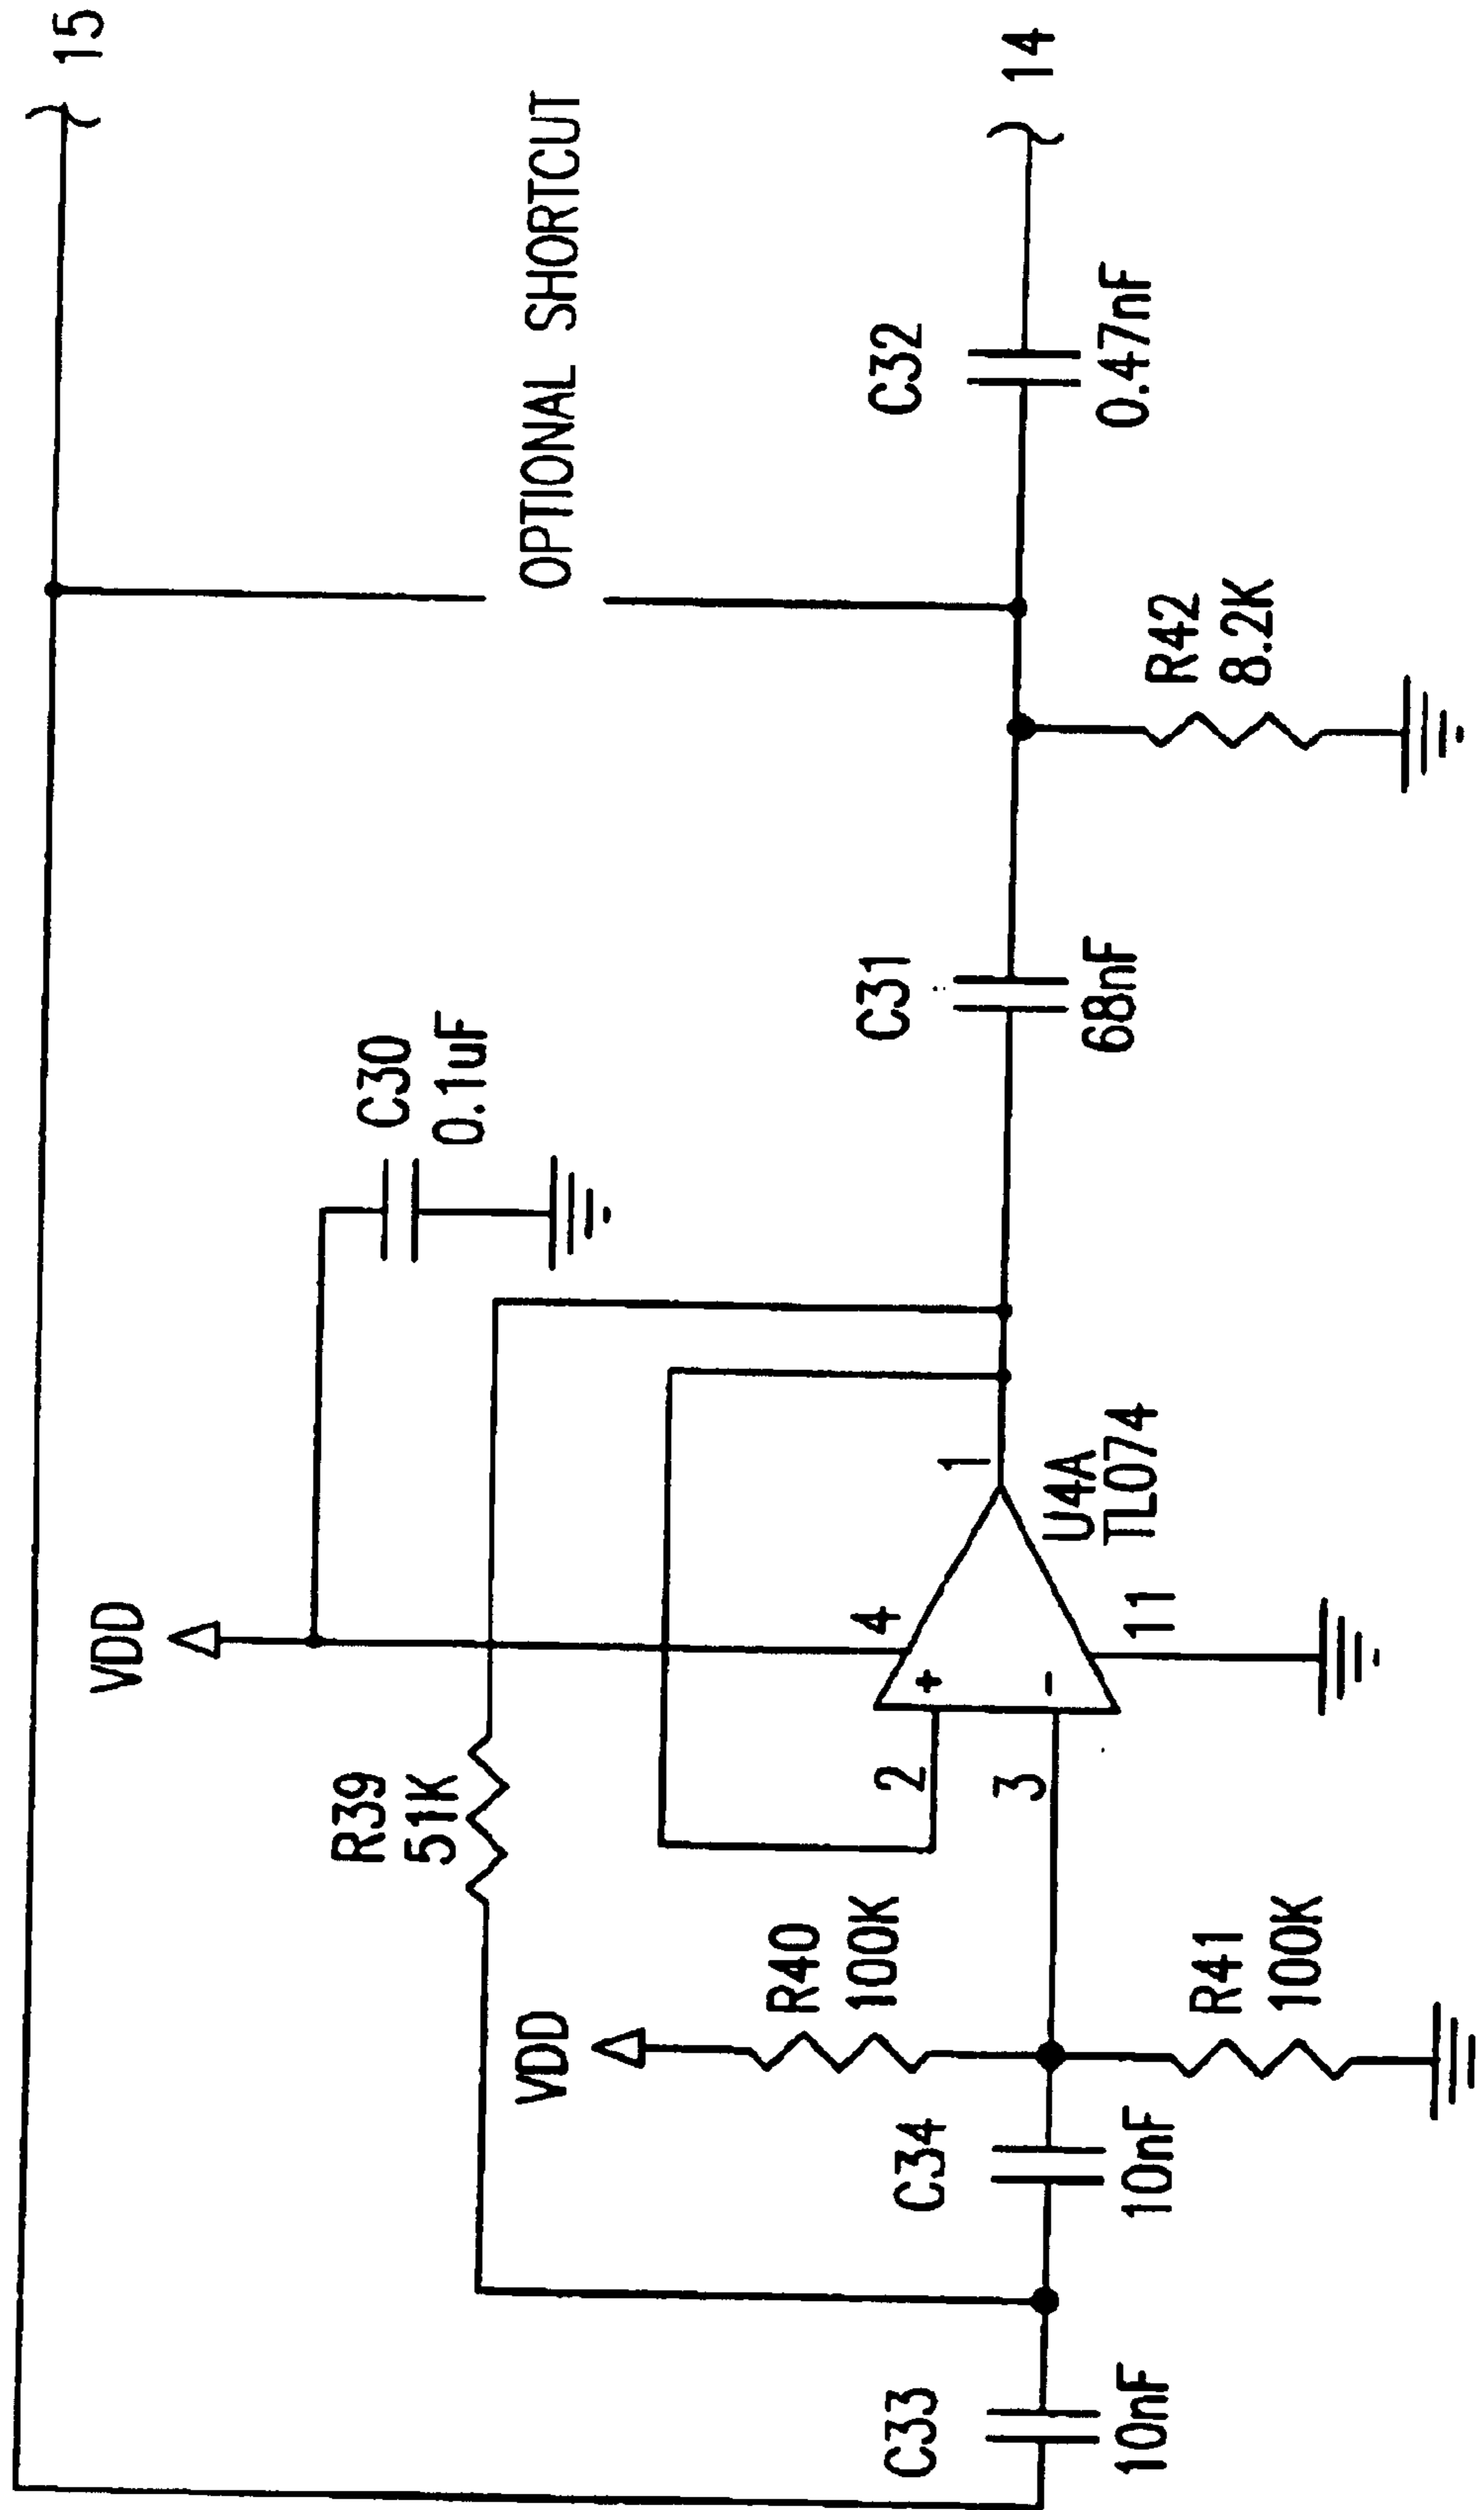 15
VDD
C30
0.1uF
OPTIONAL SHORTCUT
R39
51K
VDD
R40
100K
C33
10nF
C34
10nF
2
+
4
3
-
1
U4A
TL074
11
C31
68nF
C32
0.47nF
14
R41
100K
R42
8.2K